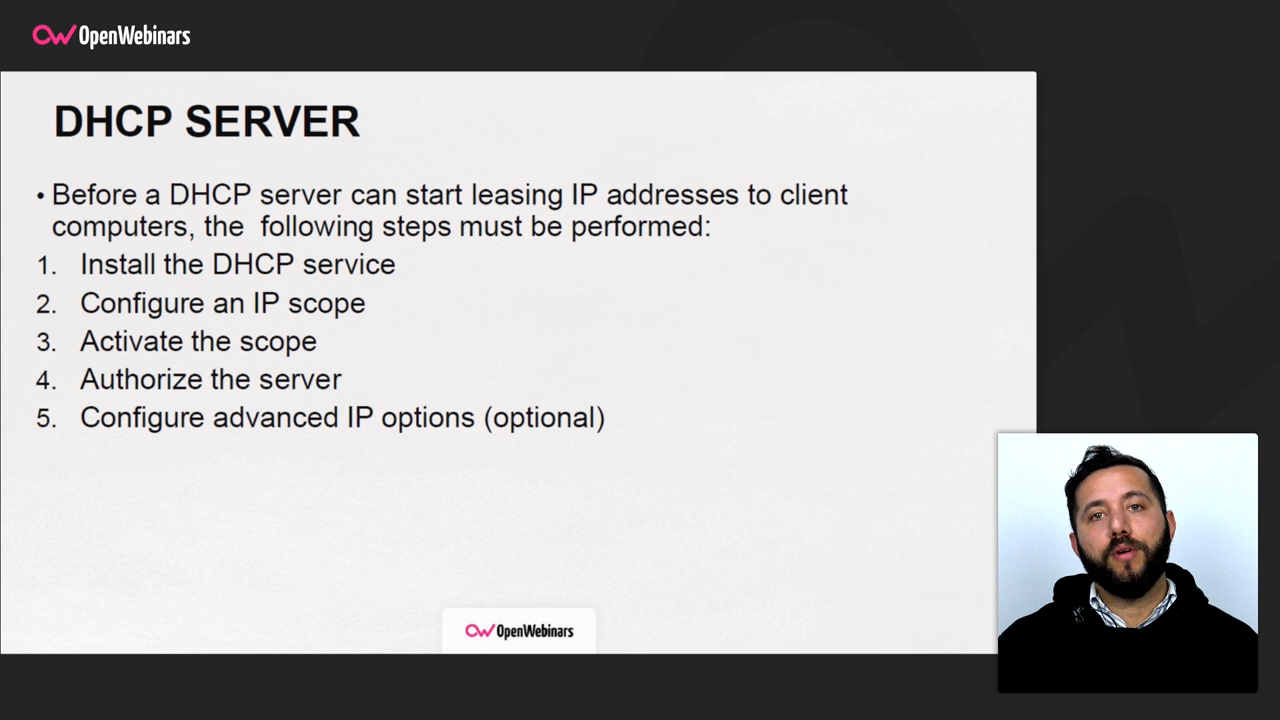 OpenWebinars
DHCP SERVER
• Before a DHCP server can start leasing IP addresses to client
computers, the  following steps must be performed:
1. Install the DHCP service
2. Configure an IP scope
3. Activate the scope
4. Authorize the server
5. Configure advanced IP options (optional)
OpenWebinars